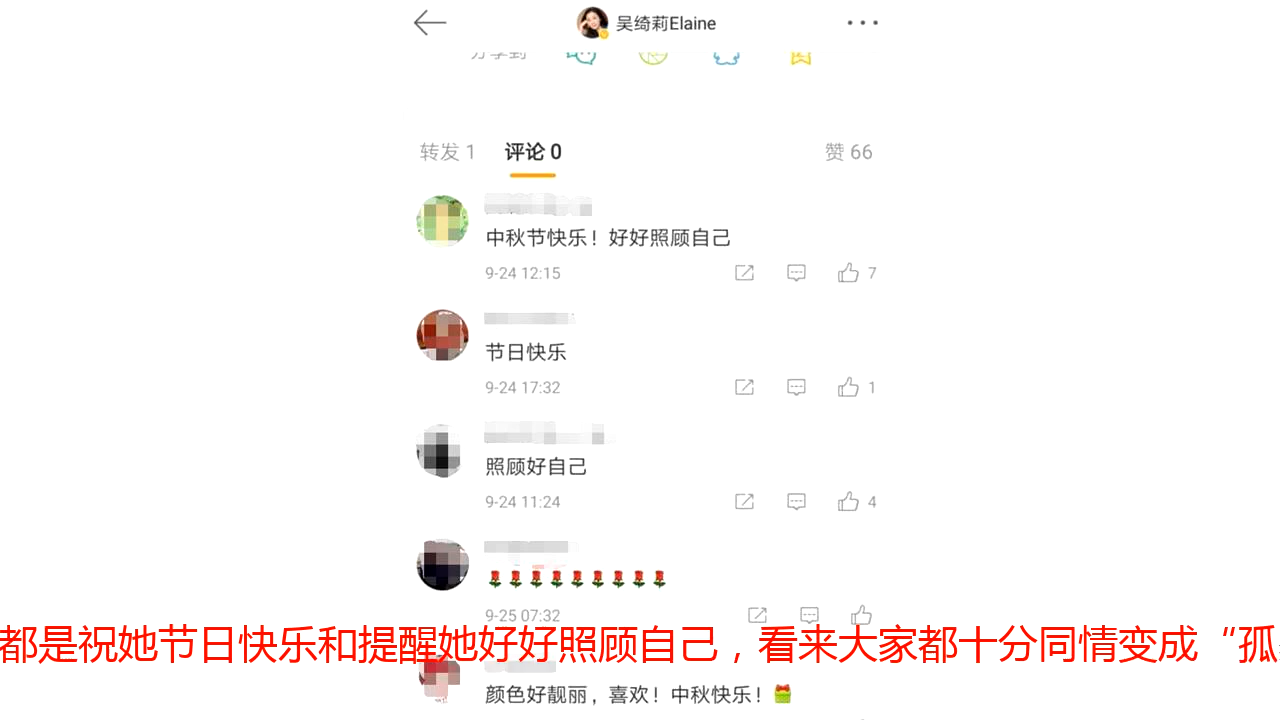 吴绮莉Elaine
分享到
转发 1 评论 0 赞 66
中秋节快乐！好好照顾自己
9-24 12:15 7
节日快乐
9-24 17:32 1
照顾好自己
9-24 11:24 4
9-25 07:32
都是祝她节日快乐和提醒她好好照顾自己，看来大家都十分同情变成“孤
颜色好靓丽，喜欢！中秋快乐！